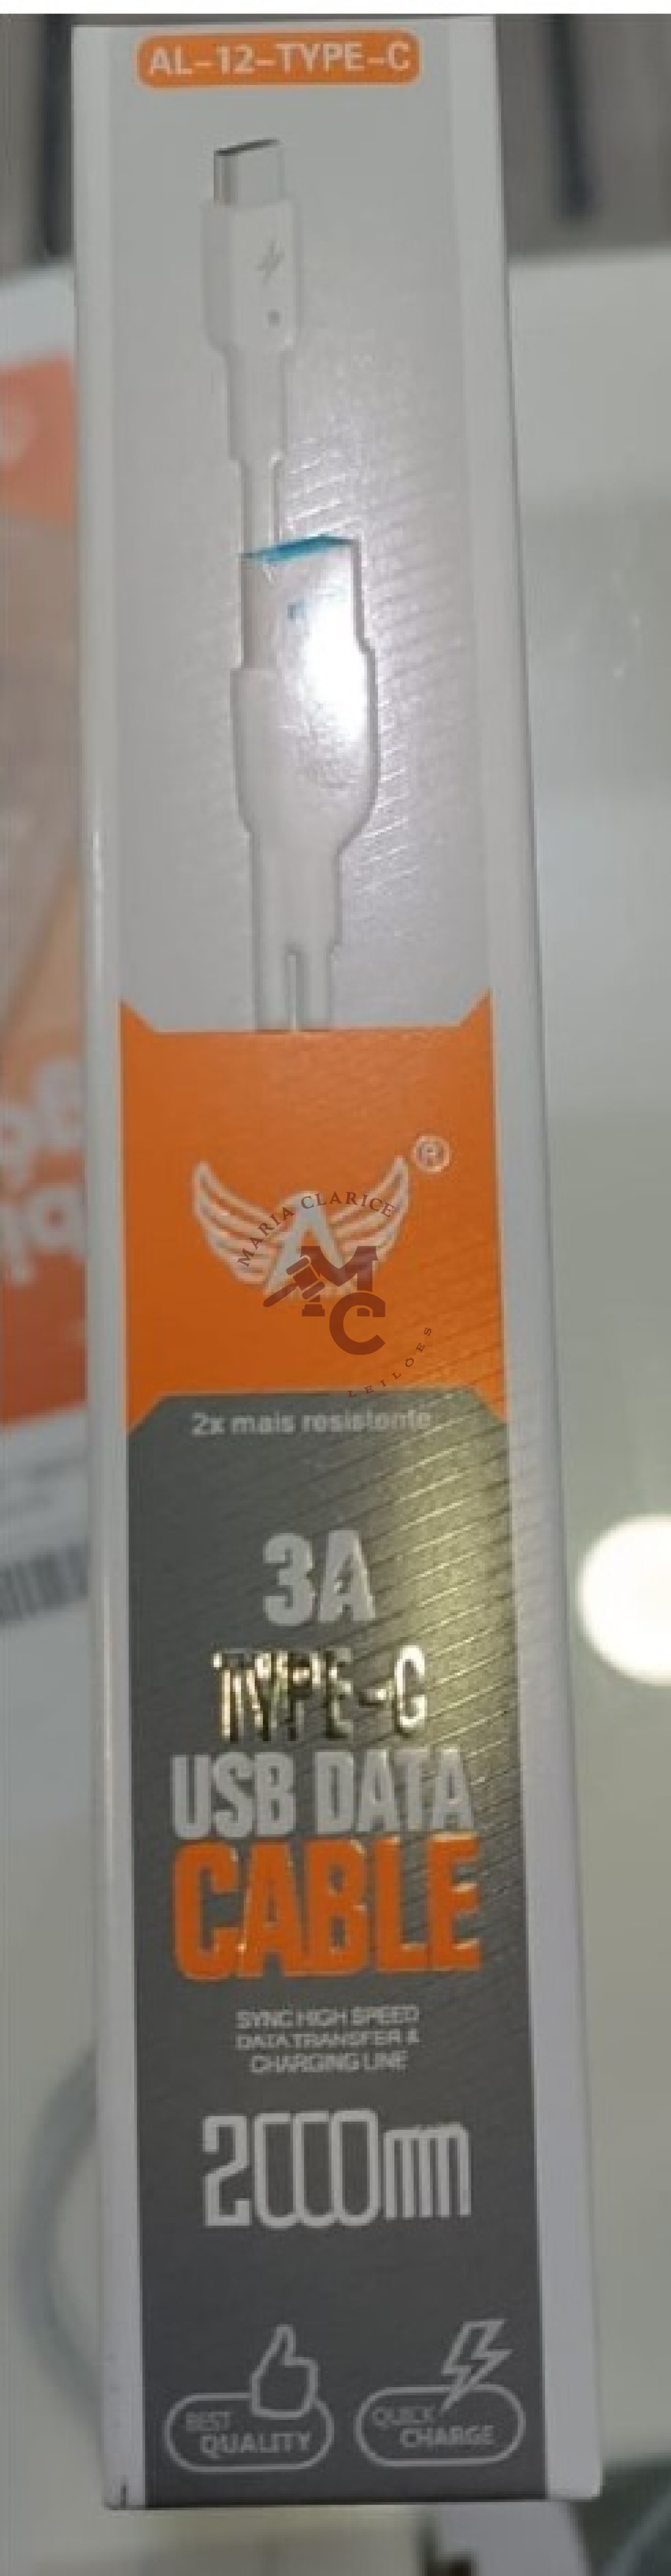 AL-12-TYPE-C
®
MARIA CLARICE
MC
LEILOES
2x mais resistente
3A
TYPE-C
USB DATA
CABLE
SYNC HIGH SPEED
DATA TRANSFER &
CHARGING LINE
2000mm
BEST
QUALITY
QUICK
CHARGE